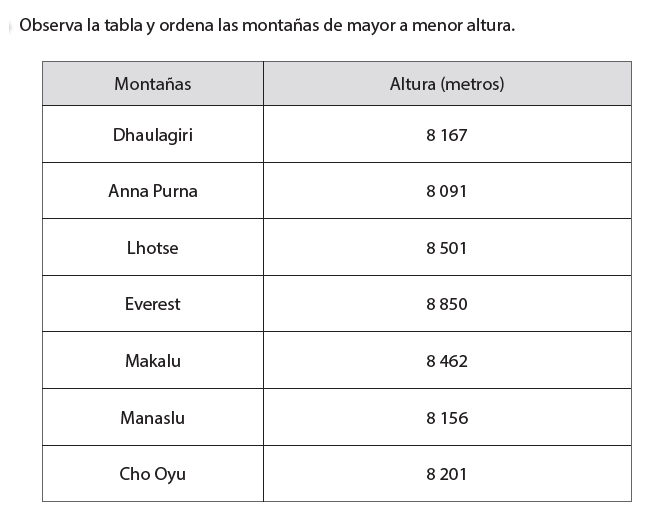 Observa la tabla y ordena las montañas de mayor a menor altura.
Montañas Altura (metros)
Dhaulagiri 8 167
Anna Purna 8 091
Lhotse 8 501
Everest 8 850
Makalu 8 462
Manaslu 8 156
Cho Oyu 8 201